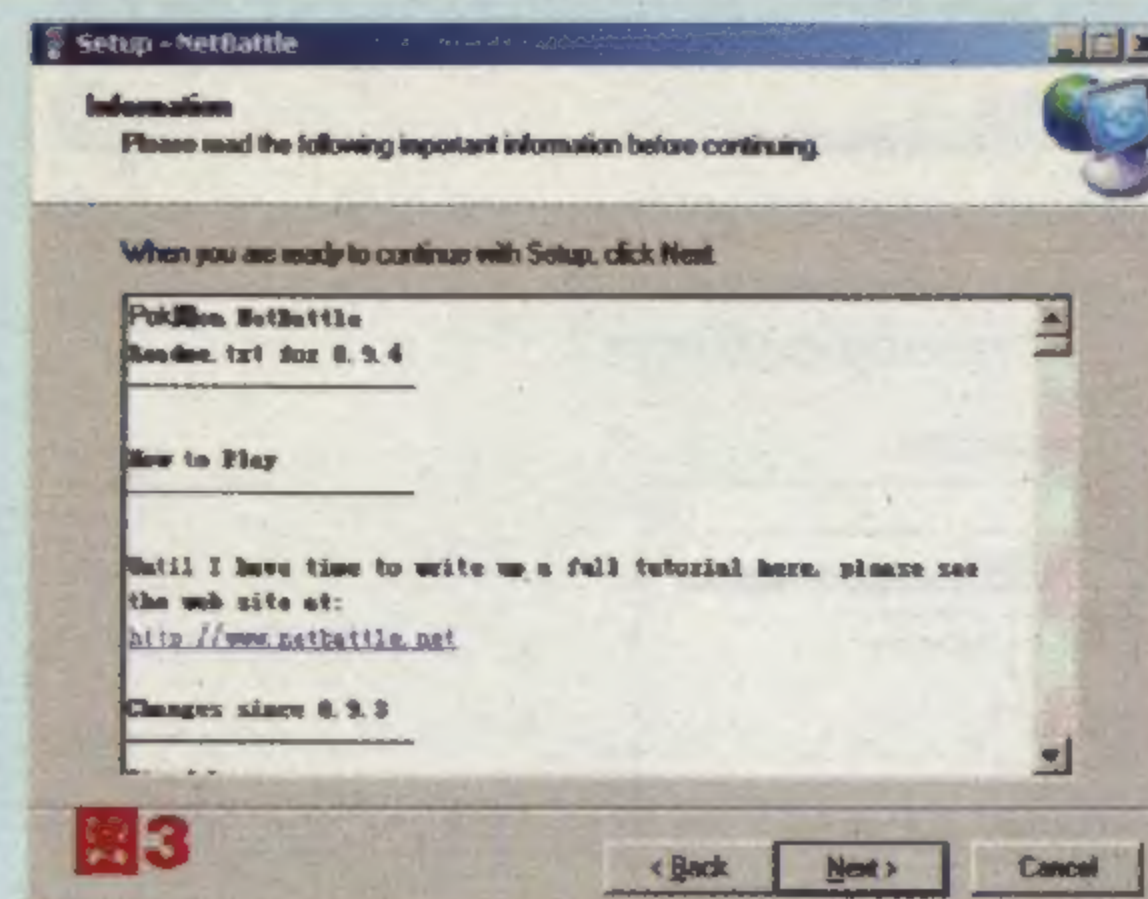 Setup - NetBattle
Information
Please read the following important information before continuing.
When you are ready to continue with Setup, click Next.
Pokémon NetBattle
Readme.txt for 0.9.4
How to Play
Until I have time to write up a full tutorial here, please see
the web site at:
http://www.netbattle.net
Changes since 0.9.3
图3
< Back
Next >
Cancel